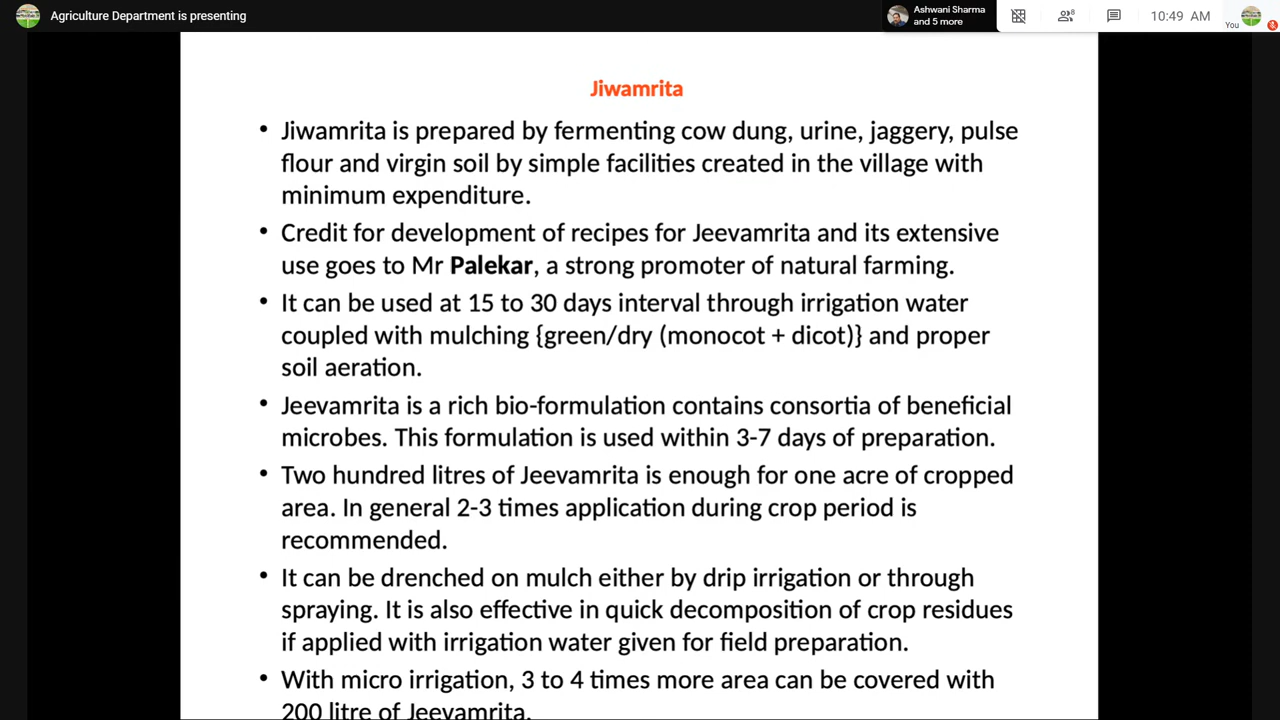 Agriculture Department is presenting
Ashwani Sharma
and 5 more
8
10:49 AM
You
Jiwamrita
• Jiwamrita is prepared by fermenting cow dung, urine, jaggery, pulse
flour and virgin soil by simple facilities created in the village with
minimum expenditure.
• Credit for development of recipes for Jeevamrita and its extensive
use goes to Mr Palekar, a strong promoter of natural farming.
• It can be used at 15 to 30 days interval through irrigation water
coupled with mulching {green/dry (monocot + dicot)} and proper
soil aeration.
• Jeevamrita is a rich bio-formulation contains consortia of beneficial
microbes. This formulation is used within 3-7 days of preparation.
• Two hundred litres of Jeevamrita is enough for one acre of cropped
area. In general 2-3 times application during crop period is
recommended.
• It can be drenched on mulch either by drip irrigation or through
spraying. It is also effective in quick decomposition of crop residues
if applied with irrigation water given for field preparation.
• With micro irrigation, 3 to 4 times more area can be covered with
200 litre of Jeevamrita.